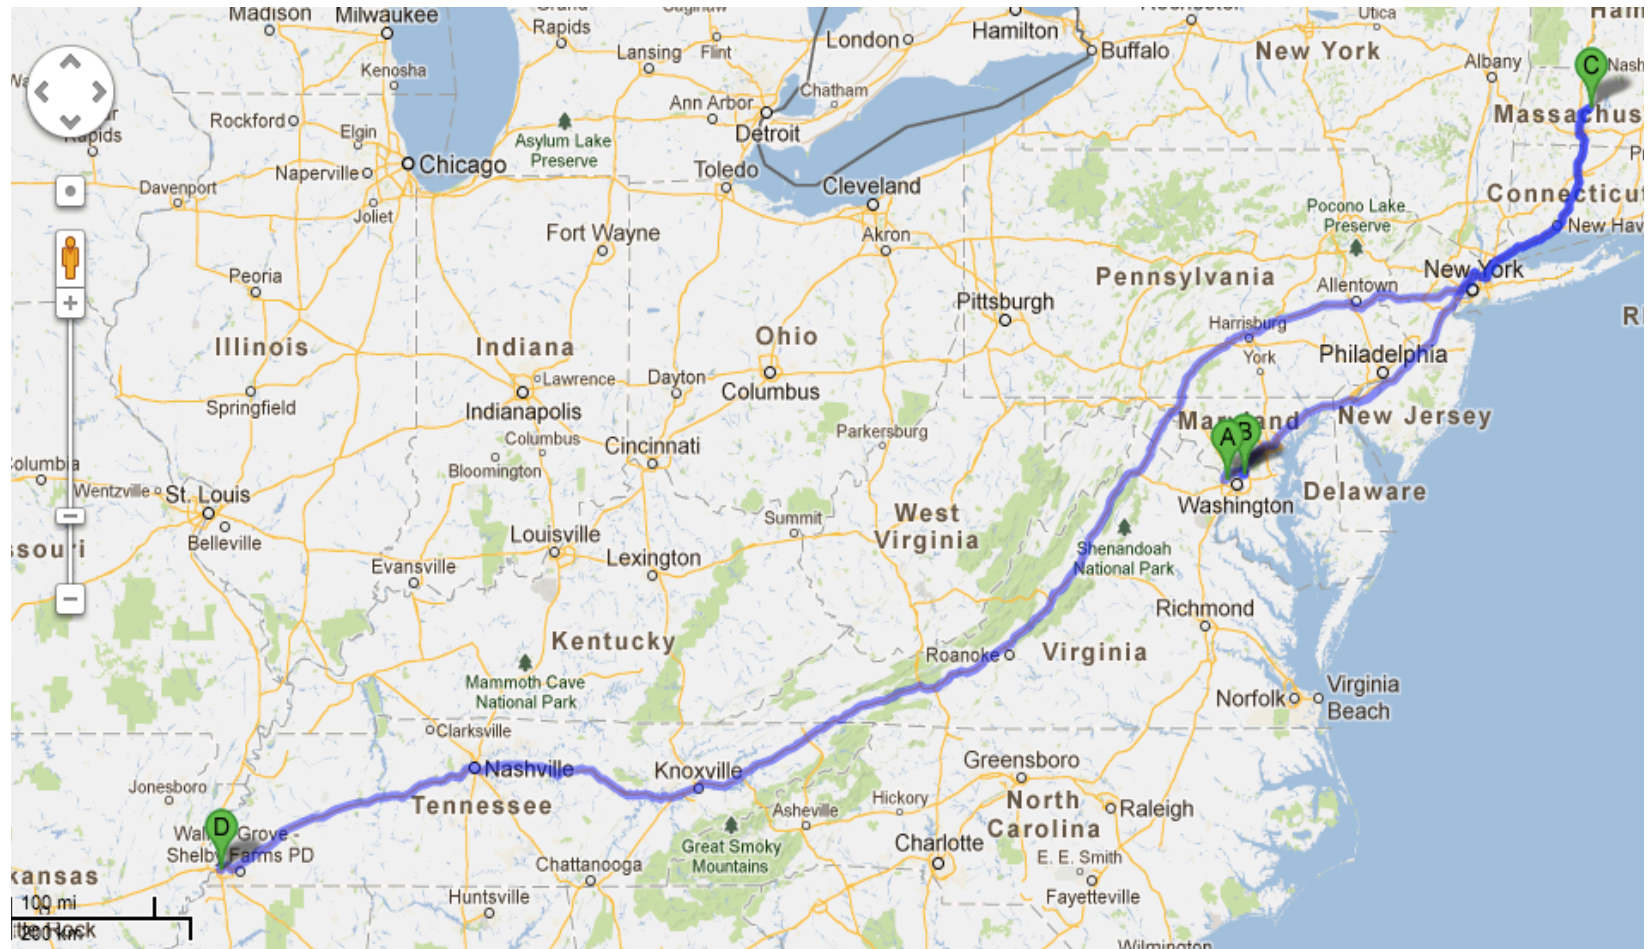 Madison
Milwaukee
Rapids
London
Hamilton
Buffalo
New York
Utica
Albany
C
Lansing
Flint
Kenosha
Rockford
Elgin
Ann Arbor
Chatham
Detroit
Asylum Lake
Preserve
Rapids
Chicago
Naperville
Davenport
Joliet
Toledo
Cleveland
Connecticut
Pocono Lake
Preserve
Fort Wayne
Akron
Peoria
Pennsylvania
New York
Allentown
Pittsburgh
Harrisburg
Ohio
Illinois
Indiana
York
Philadelphia
Lawrence
Dayton
Columbus
Springfield
Indianapolis
New Jersey
Maryland
A
B
Columbus
Cincinnati
Parkersburg
Bloomington
Wentzville
St. Louis
Washington
Delaware
Belleville
Louisville
Summit
West
Virginia
Lexington
Evansville
Shenandoah
National Park
Richmond
Kentucky
Roanoke
Virginia
Mammoth Cave
National Park
Norfolk
Virginia
Beach
Clarksville
Nashville
Knoxville
Greensboro
Jonesboro
Tennessee
Asheville
Hickory
North
Carolina
Raleigh
D
Grove -
Shelby Farms PD
Great Smoky
Mountains
Charlotte
Chattanooga
E. E. Smith
Fayetteville
Huntsville
kansas
100 mi
200 km
Wilmington